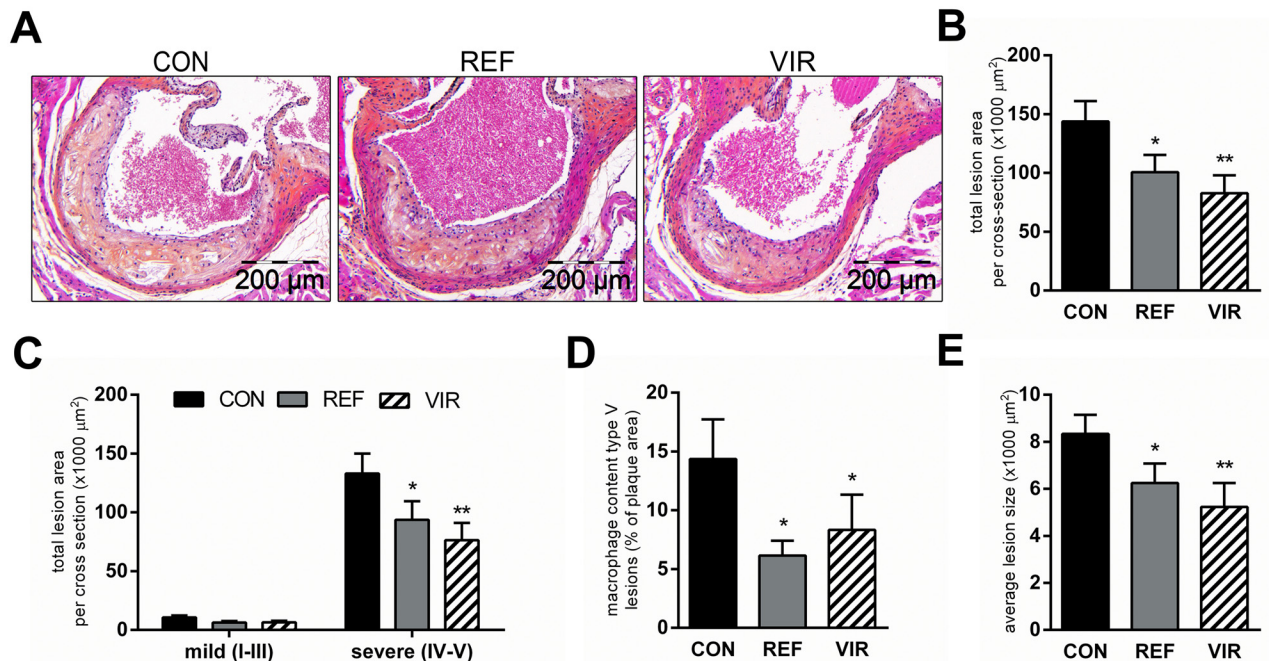 A
CON
REF
VIR
200 µm
200 µm
200 µm
B
total lesion area
per cross-section (x1000 µm²)
200
150
100
50
0
*
**
CON
REF
VIR
C
total lesion area
per cross section (x1000 µm²)
200
150
100
50
0
CON
REF
VIR
*
**
mild (I-III)
severe (IV-V)
D
macrophage content type V
lesions (% of plaque area)
20
15
10
5
0
*
*
CON
REF
VIR
E
average lesion size (x1000 µm²)
10
8
6
4
2
0
*
**
CON
REF
VIR